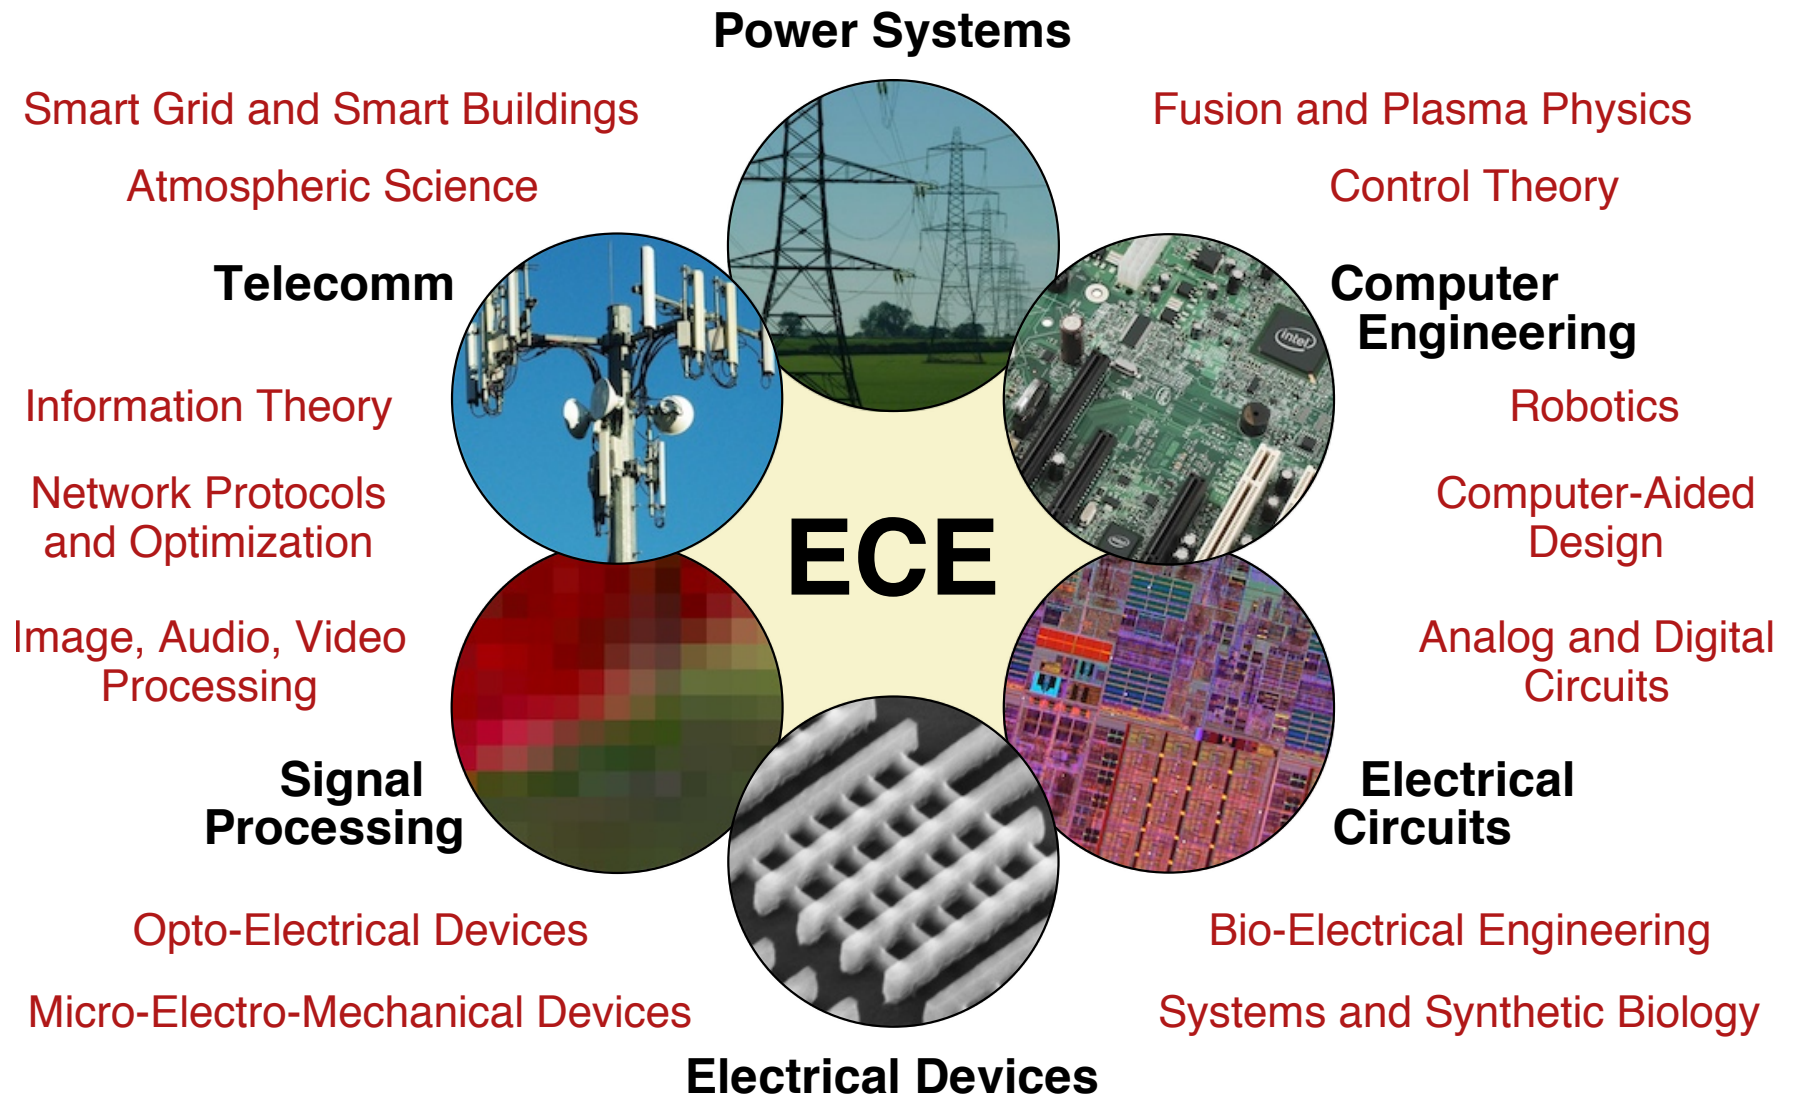 Power Systems
Smart Grid and Smart Buildings
Fusion and Plasma Physics
Atmospheric Science
Control Theory
Telecomm
Computer
Engineering
intel
Information Theory
Robotics
Network Protocols
and Optimization
Computer-Aided
Design
ECE
intel
Image, Audio, Video
Processing
Analog and Digital
Circuits
Signal
Processing
Electrical
Circuits
Opto-Electrical Devices
Bio-Electrical Engineering
Micro-Electro-Mechanical Devices
Systems and Synthetic Biology
Electrical Devices